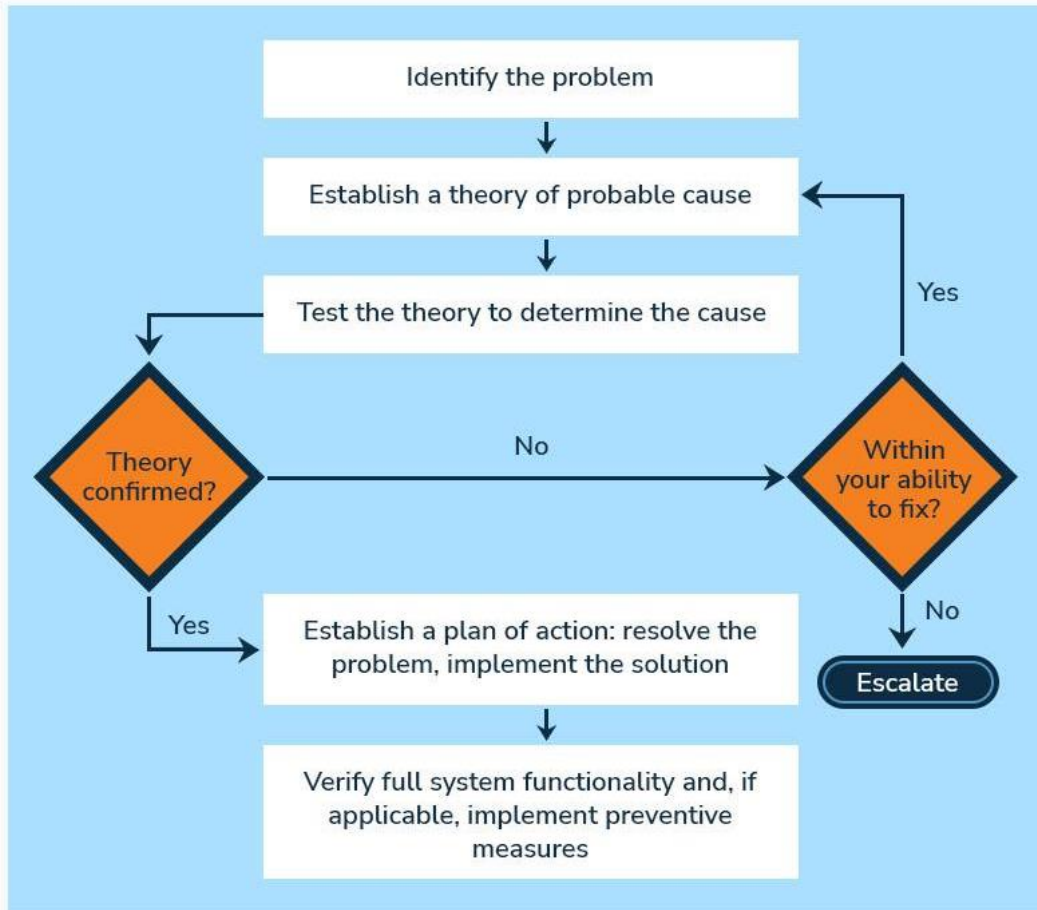 Identify the problem
Establish a theory of probable cause
Yes
Test the theory to determine the cause
Theory
confirmed?
No
Within
your ability
to fix?
Yes
Establish a plan of action: resolve the
problem, implement the solution
No
Escalate
Verify full system functionality and, if
applicable, implement preventive
measures